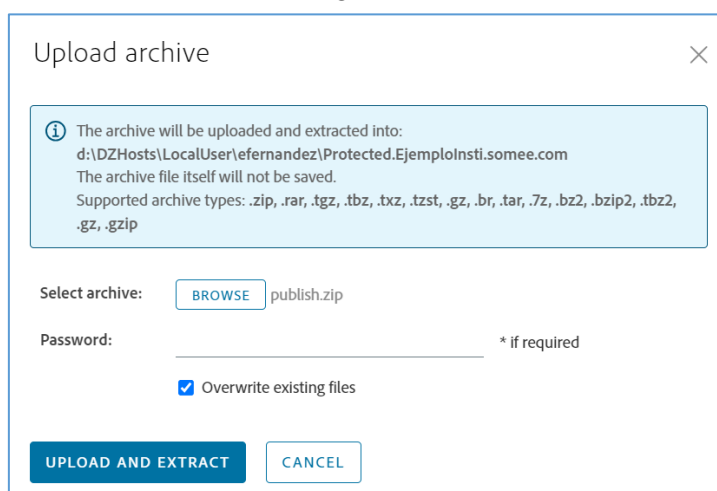 Upload archive
The archive will be uploaded and extracted into:
d:\DZHosts\LocalUser\efernandez\Protected.EjemploInsti.somee.com
The archive file itself will not be saved.
Supported archive types: .zip, .rar, .tgz, .tbz, .txz, .tzst, .gz, .br, .tar, .7z, .bz2, .bzip2, .tbz2,
.gz, .gzip
Select archive: BROWSE publish.zip
Password: * if required
Overwrite existing files
UPLOAD AND EXTRACT CANCEL